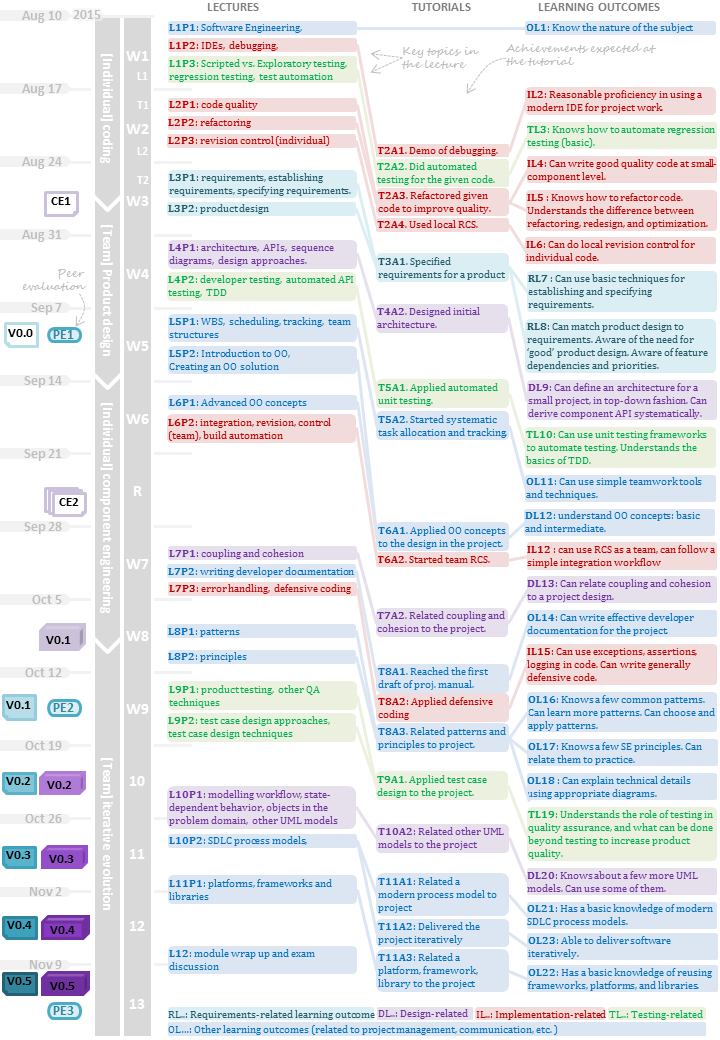 LECTURES
TUTORIALS
LEARNING OUTCOMES
Aug 10
2015
Aug 17
Aug 24
Aug 31
Sep 7
Sep 14
Sep 21
Sep 28
Oct 5
Oct 12
Oct 19
Oct 26
Nov 2
Nov 9
CE1
Peer
evaluation
V0.0
PE1
CE2
V0.1
V0.1
PE2
V0.2
V0.2
V0.3
V0.3
V0.4
V0.4
V0.5
V0.5
PE3
[Individual] coding
[Team] Product design
[Individual] component engineering
[Team] iterative evolution
W1
L1
T1
W2
L2
T2
W3
W4
W5
W6
R
W7
W8
W9
10
11
12
13
L1P1: Software Engineering,
L1P2: IDEs, debugging,
L1P3: Scripted vs. Exploratory testing,
regression testing, test automation
L2P1: code quality
L2P2: refactoring
L2P3: revision control (individual)
L3P1: requirements, establishing
requirements, specifying requirements.
L3P2: product design
L4P1: architecture, APIs, sequence
diagrams, design approaches.
L4P2: developer testing, automated API
testing, TDD
L5P1: WBS, scheduling, tracking, team
structures
L5P2: Introduction to OO,
Creating an OO solution
L6P1: Advanced OO concepts
L6P2: integration, revision, control
(team), build automation
L7P1: coupling and cohesion
L7P2: writing developer documentation
L7P3: error handling, defensive coding
L8P1: patterns
L8P2: principles
L9P1: product testing, other QA
techniques
L9P2: test case design approaches,
test case design techniques
L10P1: modelling workflow, state-
dependent behavior, objects in the
problem domain, other UML models
L10P2: SDLC process models,
L11P1: platforms, frameworks and
libraries
L12: module wrap up and exam
discussion
Key topics in
the lecture
Achievements expected at
the tutorial
T2A1. Demo of debugging.
T2A2. Did automated
testing for the given code.
T2A3. Refactored given
code to improve quality.
T2A4. Used local RCS.
T3A1. Specified
requirements for a product
T4A2. Designed initial
architecture.
T5A1. Applied automated
unit testing.
T5A2. Started systematic
task allocation and tracking
T6A1. Applied OO concepts
to the design in the project.
T6A2. Started team RCS.
T7A2. Related coupling and
cohesion to the project.
T8A1. Reached the first
draft of proj. manual.
T8A2: Applied defensive
coding
T8A3. Related patterns and
principles to project.
T9A1. Applied test case
design to the project.
T10A2: Related other UML
models to the project
T11A1: Related a
modern process model to
project
T11A2: Delivered the
project iteratively
T11A3: Related a
platform, framework,
library to the project
OL1: Know the nature of the subject
IL2: Reasonable proficiency in using a
modern IDE for project work.
TL3: Knows how to automate regression
testing (basic).
IL4: Can write good quality code at small-
component level.
IL5 : Knows how to refactor code.
Understands the difference between
refactoring, redesign, and optimization.
IL6: Can do local revision control for
individual code.
RL7 : Can use basic techniques for
establishing and specifying
requirements.
RL8: Can match product design to
requirements. Aware of the need for
‘good’ product design. Aware of feature
dependencies and priorities.
DL9: Can define an architecture for a
small project, in top-down fashion. Can
derive component API systematically.
TL10: Can use unit testing frameworks
to automate testing. Understands the
basics of TDD.
OL11: Can use simple teamwork tools
and techniques.
DL12: understand OO concepts: basic
and intermediate.
IL12 : can use RCS as a team, can follow a
simple integration workflow
DL13: Can relate coupling and cohesion
to a project design.
OL14: Can write effective developer
documentation for the project.
IL15: Can use exceptions, assertions,
logging in code. Can write generally
defensive code.
OL16: Knows a few common patterns.
Can learn more patterns. Can choose and
apply patterns.
OL17: Knows a few SE principles. Can
relate them to practice.
OL18 : Can explain technical details
using appropriate diagrams.
TL19: Understands the role of testing in
quality assurance, and what can be done
beyond testing to increase product
quality.
DL20: Knows about a few more UML
models. Can use some of them.
OL21: Has a basic knowledge of modern
SDLC process models.
OL23: Able to deliver software
iteratively.
OL22: Has a basic knowledge of reusing
frameworks, platforms, and libraries.
RL..: Requirements-related learning outcome
DL..: Design-related
IL..: Implementation-related
TL..: Testing-related
OL...: Other learning outcomes (related to project management, communication, etc. )